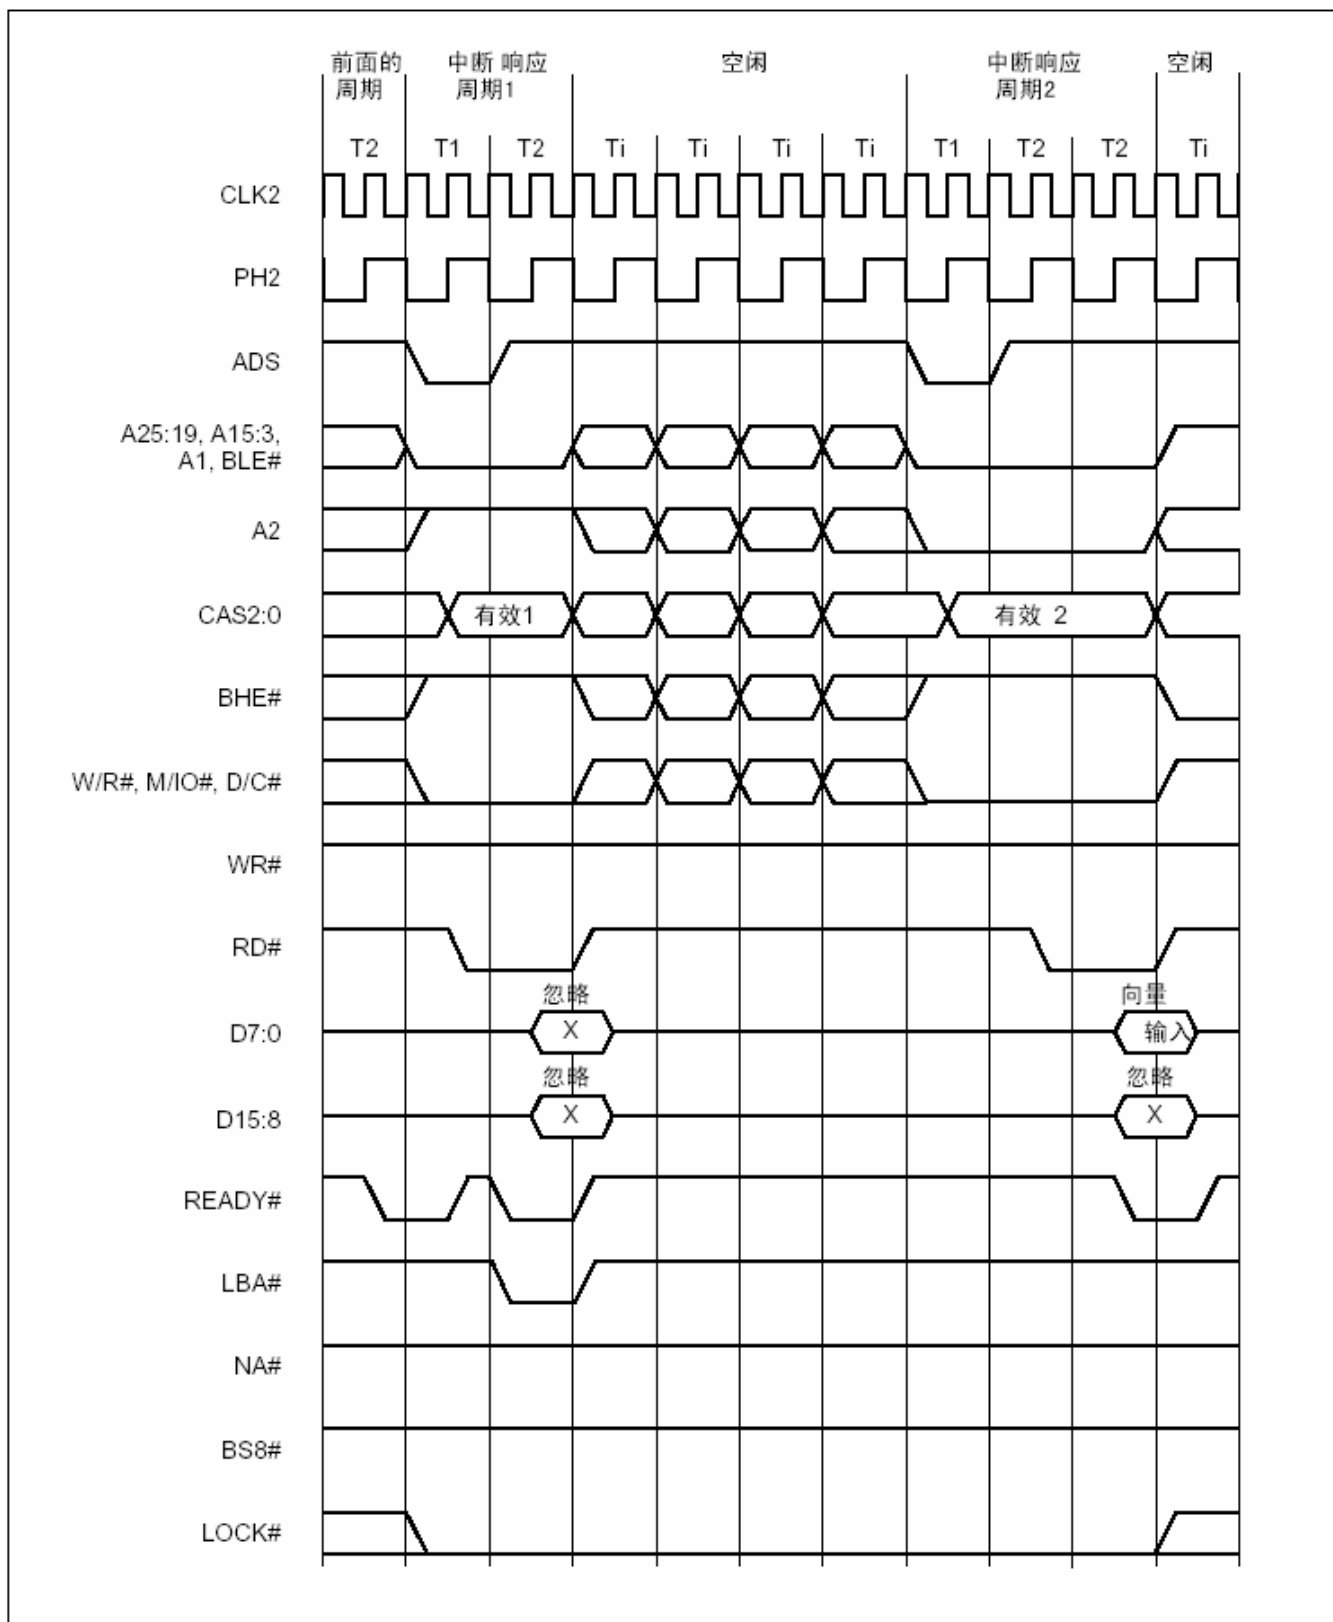 前面的 中断 响应 空闲 中断响应 空闲
周期 周期1 周期2
T2 T1 T2 Ti Ti Ti Ti T1 T2 T2 Ti
CLK2
PH2
ADS
A25:19, A15:3,
A1, BLE#
A2
CAS2:0 有效1 有效 2
BHE#
W/R#, M/IO#, D/C#
WR#
RD#
忽略 向量
D7:0 X 输入
忽略 忽略
D15:8 X X
READY#
LBA#
NA#
BS8#
LOCK#